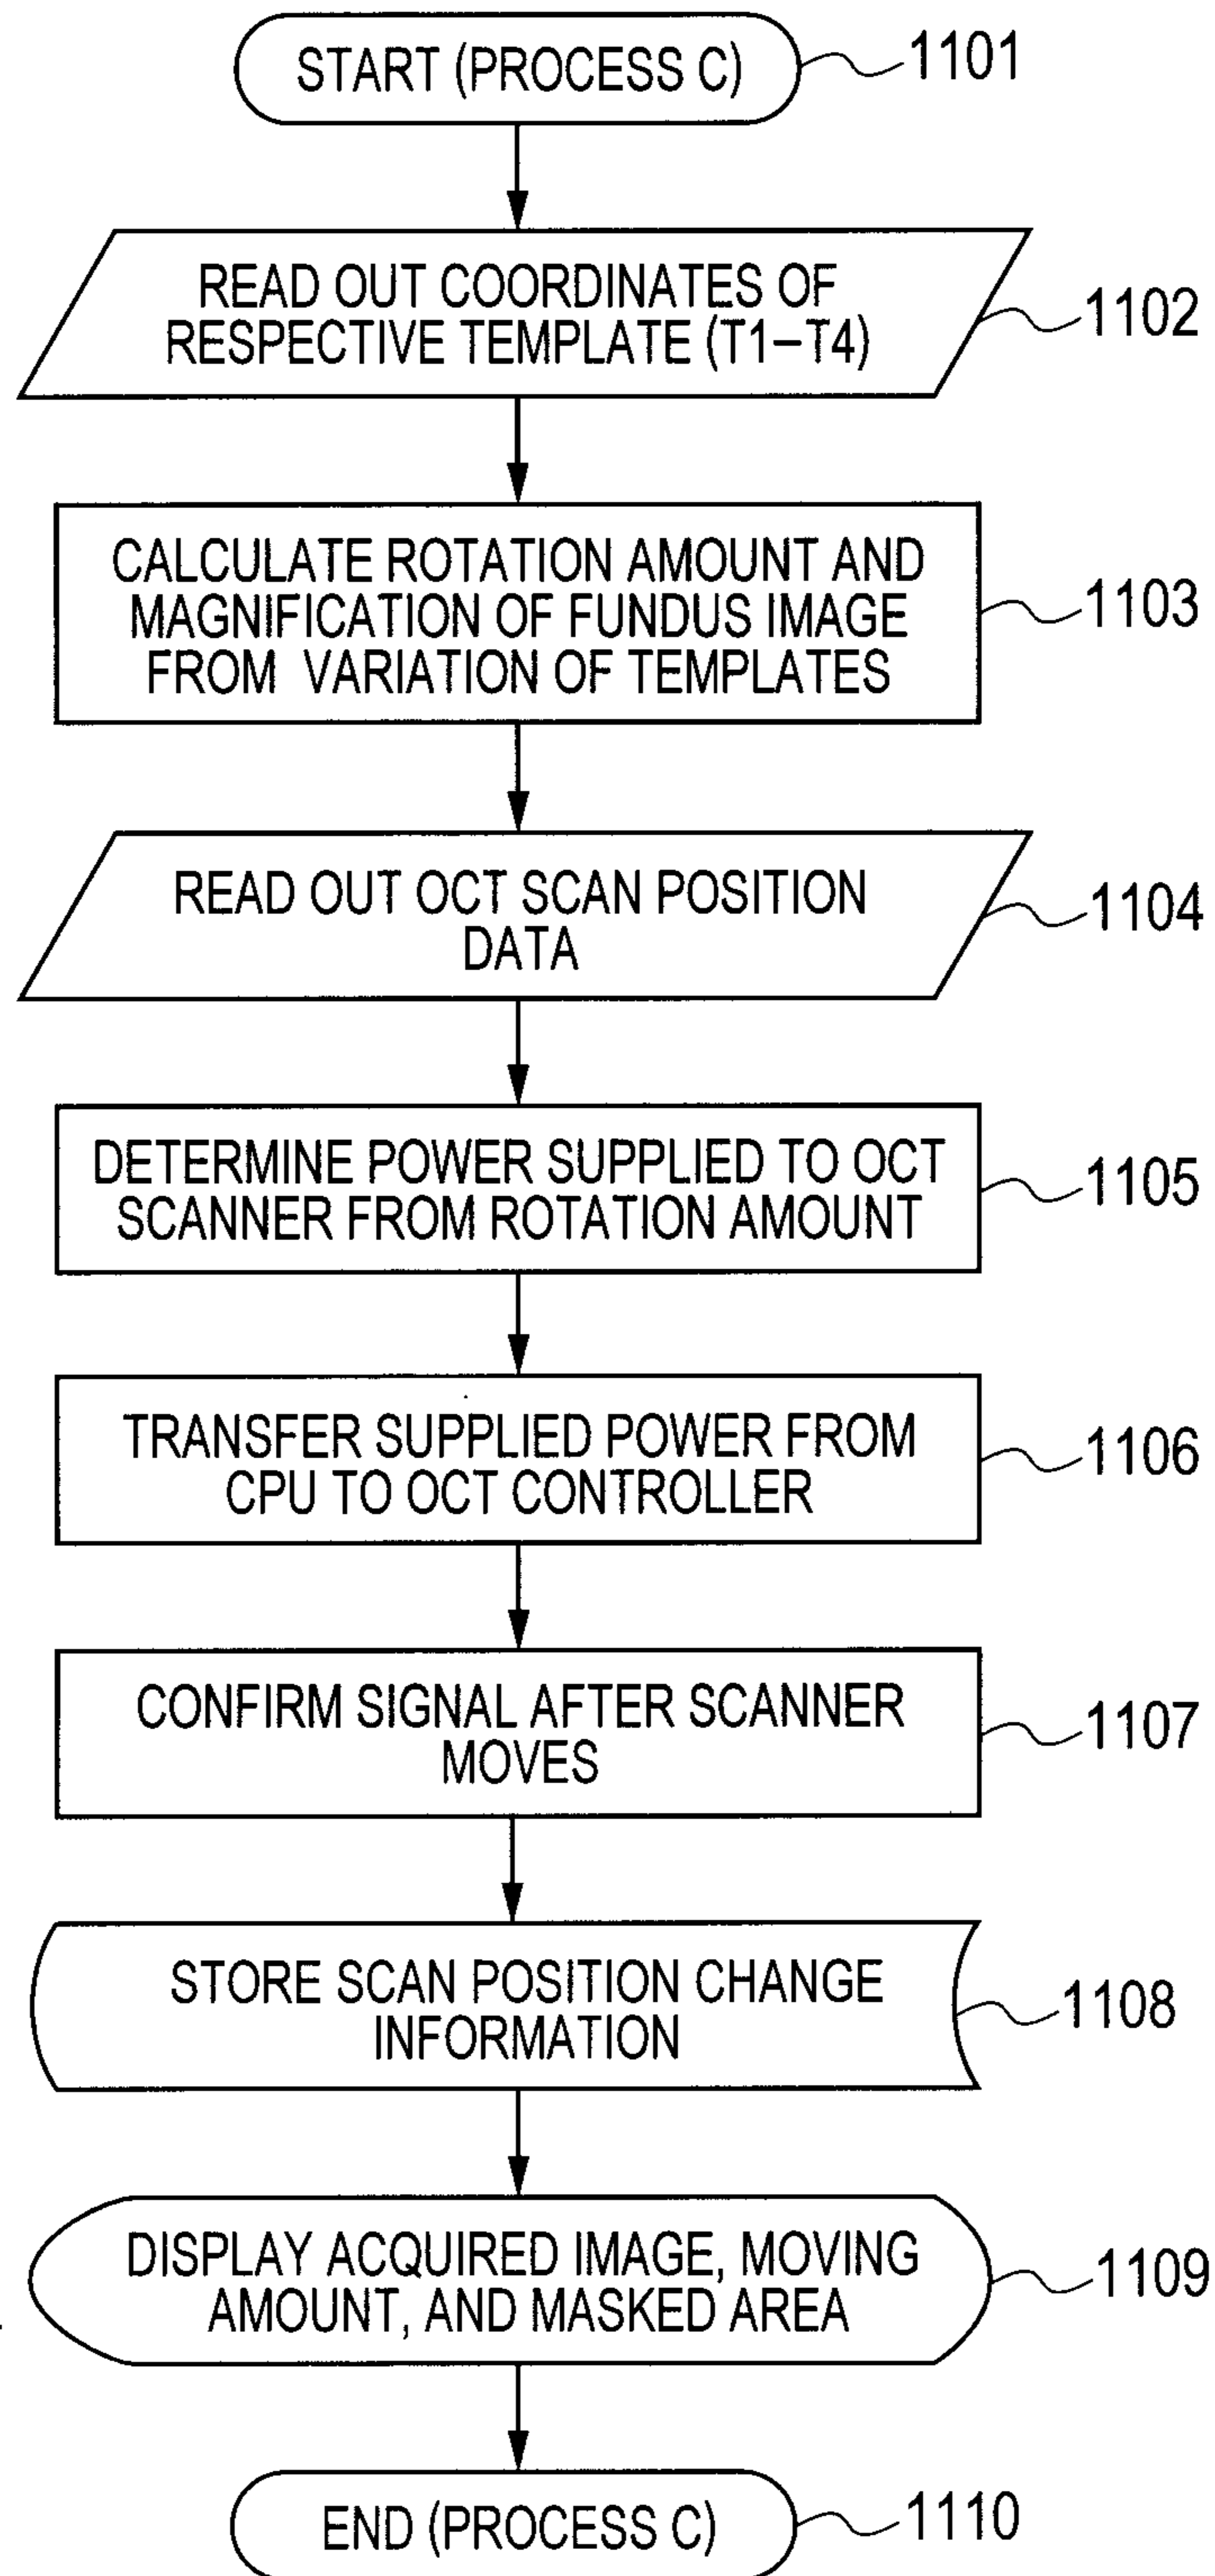 START (PROCESS C)
1101
READ OUT COORDINATES OF
RESPECTIVE TEMPLATE (T1–T4)
1102
CALCULATE ROTATION AMOUNT AND
MAGNIFICATION OF FUNDUS IMAGE
FROM VARIATION OF TEMPLATES
1103
READ OUT OCT SCAN POSITION
DATA
1104
DETERMINE POWER SUPPLIED TO OCT
SCANNER FROM ROTATION AMOUNT
1105
TRANSFER SUPPLIED POWER FROM
CPU TO OCT CONTROLLER
1106
CONFIRM SIGNAL AFTER SCANNER
MOVES
1107
STORE SCAN POSITION CHANGE
INFORMATION
1108
DISPLAY ACQUIRED IMAGE, MOVING
AMOUNT, AND MASKED AREA
1109
END (PROCESS C)
1110